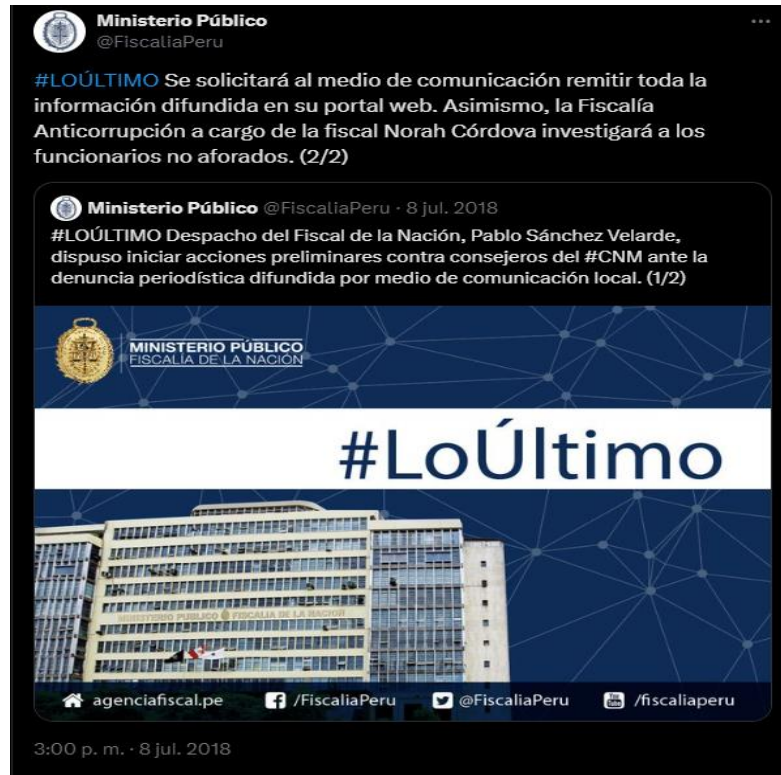 Ministerio Público
@FiscaliaPeru
#LOÚLTIMO Se solicitará al medio de comunicación remitir toda la
información difundida en su portal web. Asimismo, la Fiscalía
Anticorrupción a cargo de la fiscal Norah Córdova investigará a los
funcionarios no aforados. (2/2)
Ministerio Público @FiscaliaPeru · 8 jul. 2018
#LOÚLTIMO Despacho del Fiscal de la Nación, Pablo Sánchez Velarde,
dispuso iniciar acciones preliminares contra consejeros del #CNM ante la
denuncia periodística difundida por medio de comunicación local. (1/2)
MINISTERIO PÚBLICO
FISCALÍA DE LA NACIÓN
#LoÚltimo
MINISTERIO PUBLICO FISCALIA DE LA NACION
agenciafiscal.pe /FiscaliaPeru @FiscaliaPeru /fiscaliaperu
3:00 p. m. · 8 jul. 2018